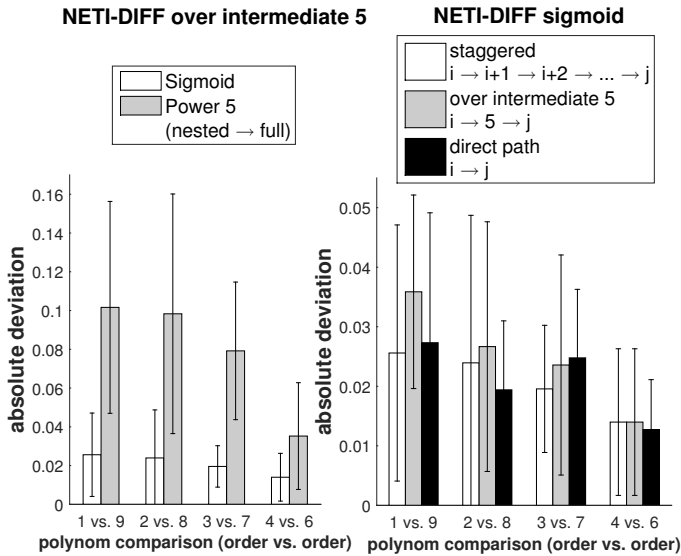 NETI-DIFF over intermediate 5
Sigmoid
Power 5
(nested → full)
absolute deviation
0.16
0.14
0.12
0.1
0.08
0.06
0.04
0.02
0
1 vs. 9 2 vs. 8 3 vs. 7 4 vs. 6
polynom comparison (order vs. order)
NETI-DIFF sigmoid
staggered
i → i+1 → i+2 → ... → j
over intermediate 5
i → 5 → j
direct path
i → j
absolute deviation
0.05
0.04
0.03
0.02
0.01
0
1 vs. 9 2 vs. 8 3 vs. 7 4 vs. 6
polynom comparison (order vs. order)